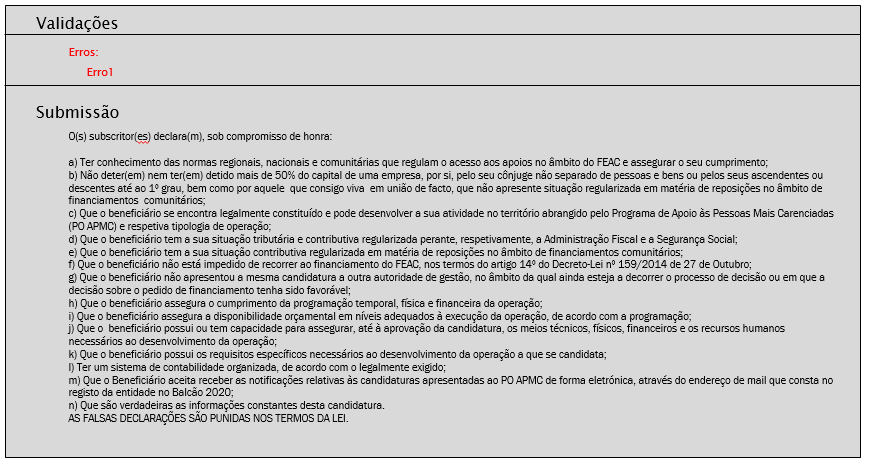 Validações
Erros:
Erro1
Submissão
O(s) subscritor(es) declara(m), sob compromisso de honra:
a) Ter conhecimento das normas regionais, nacionais e comunitárias que regulam o acesso aos apoios no âmbito do FEAC e assegurar o seu cumprimento;
b) Não deter(em) nem ter(em) detido mais de 50% do capital de uma empresa, por si, pelo seu cônjuge não separado de pessoas e bens ou pelos seus ascendentes ou
descentes até ao 1º grau, bem como por aquele que consigo viva em união de facto, que não apresente situação regularizada em matéria de reposições no âmbito de
financiamentos comunitários;
c) Que o beneficiário se encontra legalmente constituído e pode desenvolver a sua atividade no território abrangido pelo Programa de Apoio às Pessoas Mais Carenciadas
(PO APMC) e respetiva tipologia de operação;
d) Que o beneficiário tem a sua situação tributária e contributiva regularizada perante, respetivamente, a Administração Fiscal e a Segurança Social;
e) Que o beneficiário tem a sua situação contributiva regularizada em matéria de reposições no âmbito de financiamentos comunitários;
f) Que o beneficiário não está impedido de recorrer ao financiamento do FEAC, nos termos do artigo 14º do Decreto-Lei nº 159/2014 de 27 de Outubro;
g) Que o beneficiário não apresentou a mesma candidatura a outra autoridade de gestão, no âmbito da qual ainda esteja a decorrer o processo de decisão ou em que a
decisão sobre o pedido de financiamento tenha sido favorável;
h) Que o beneficiário assegura o cumprimento da programação temporal, física e financeira da operação;
i) Que o beneficiário assegura a disponibilidade orçamental em níveis adequados à execução da operação, de acordo com a programação;
j) Que o beneficiário possui ou tem capacidade para assegurar, até à aprovação da candidatura, os meios técnicos, físicos, financeiros e os recursos humanos
necessários ao desenvolvimento da operação;
k) Que o beneficiário possui os requisitos específicos necessários ao desenvolvimento da operação a que se candidata;
l) Ter um sistema de contabilidade organizada, de acordo com o legalmente exigido;
m) Que o Beneficiário aceita receber as notificações relativas às candidaturas apresentadas ao PO APMC de forma eletrónica, através do endereço de mail que consta no
registo da entidade no Balcão 2020;
n) Que são verdadeiras as informações constantes desta candidatura.
AS FALSAS DECLARAÇÕES SÃO PUNIDAS NOS TERMOS DA LEI.